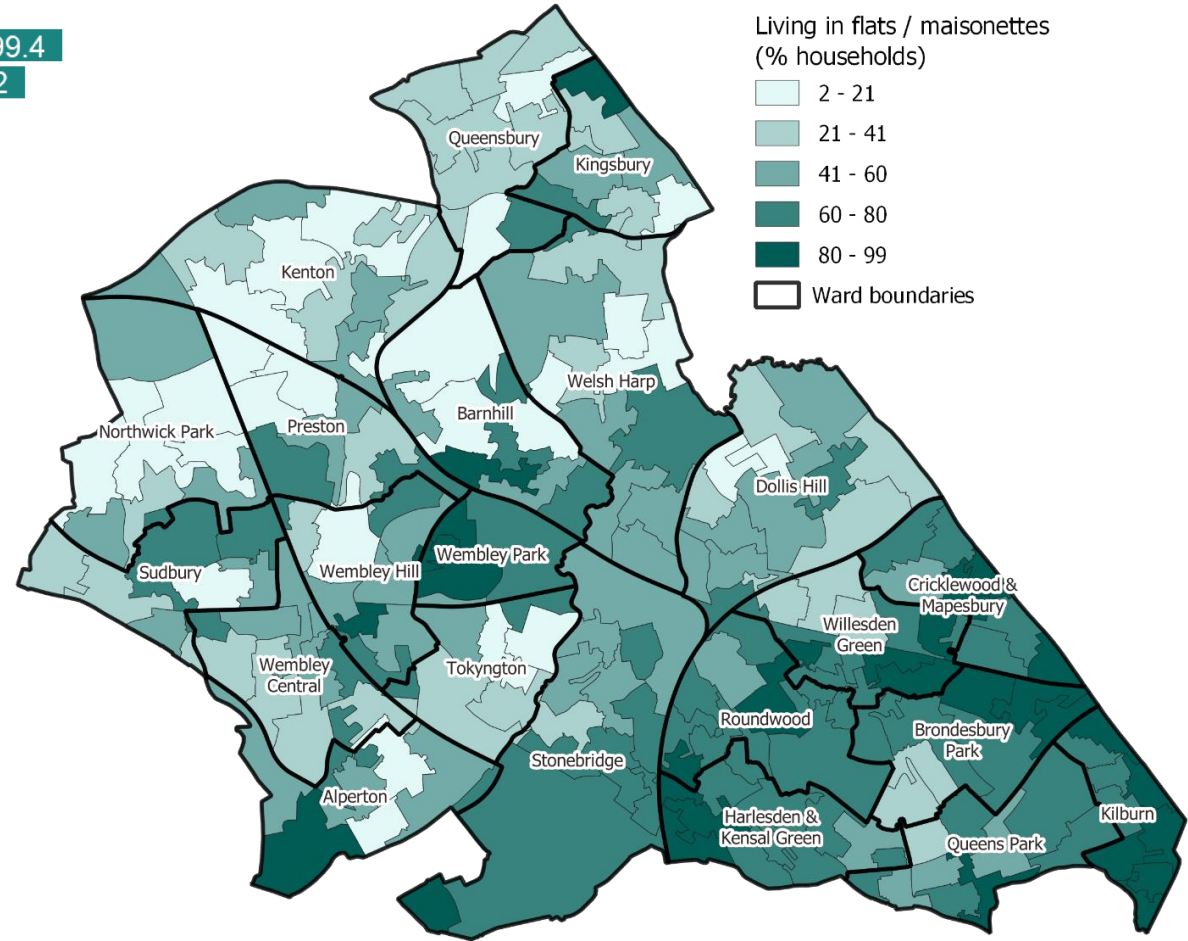 99.4
2
Living in flats / maisonettes
(% households)
2 - 21
21 - 41
41 - 60
60 - 80
80 - 99
Ward boundaries
Queensbury
Kingsbury
Kenton
Welsh Harp
Barnhill
Northwick Park
Preston
Dollis Hill
Wembley Park
Sudbury
Wembley Hill
Cricklewood &
Mapesbury
Willesden
Green
Tokyngton
Wembley
Central
Roundwood
Brondesbury
Park
Stonebridge
Alperton
Harlesden &
Kensal Green
Kilburn
Queens Park